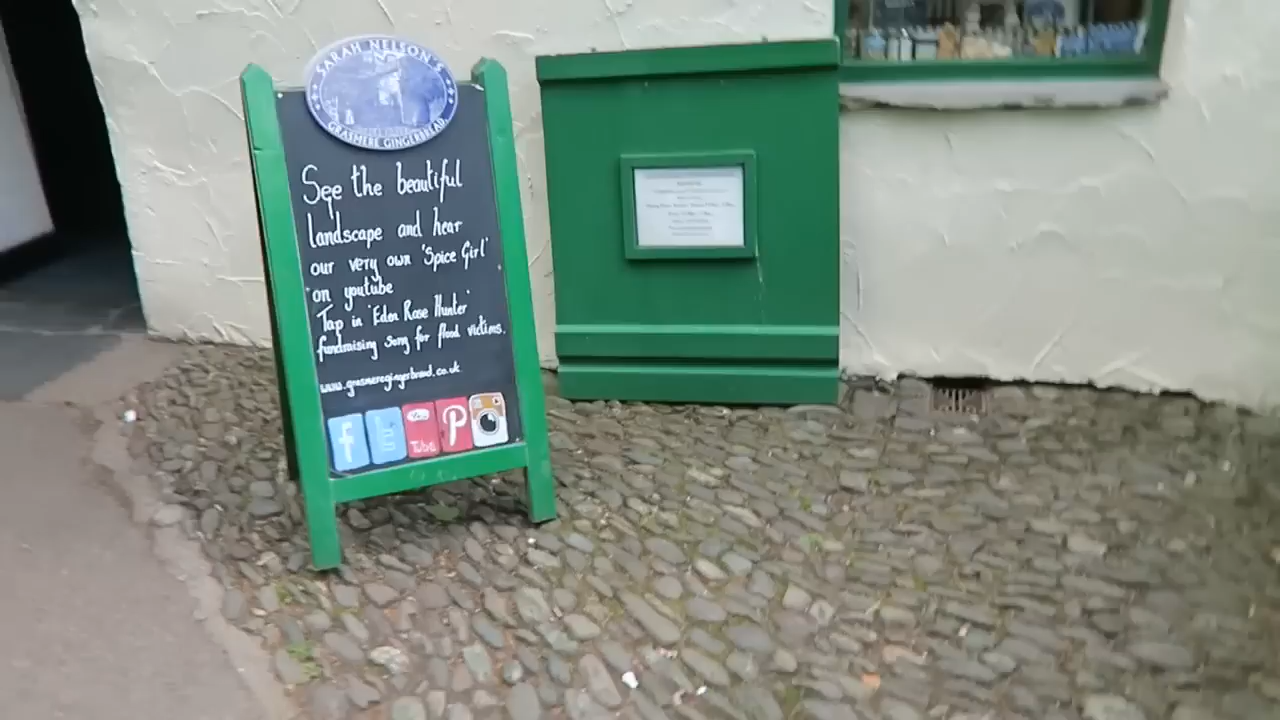 SARAH NELSON'S
GRASMERE GINGERBREAD
See the beautiful
landscape and hear
our very own 'Spice Girl'
on youtube
Tap in 'Eden Rose Hunter'
fundraising song for flood victims.
www.grasmeregingerbread.co.uk
f
You
Tube
P